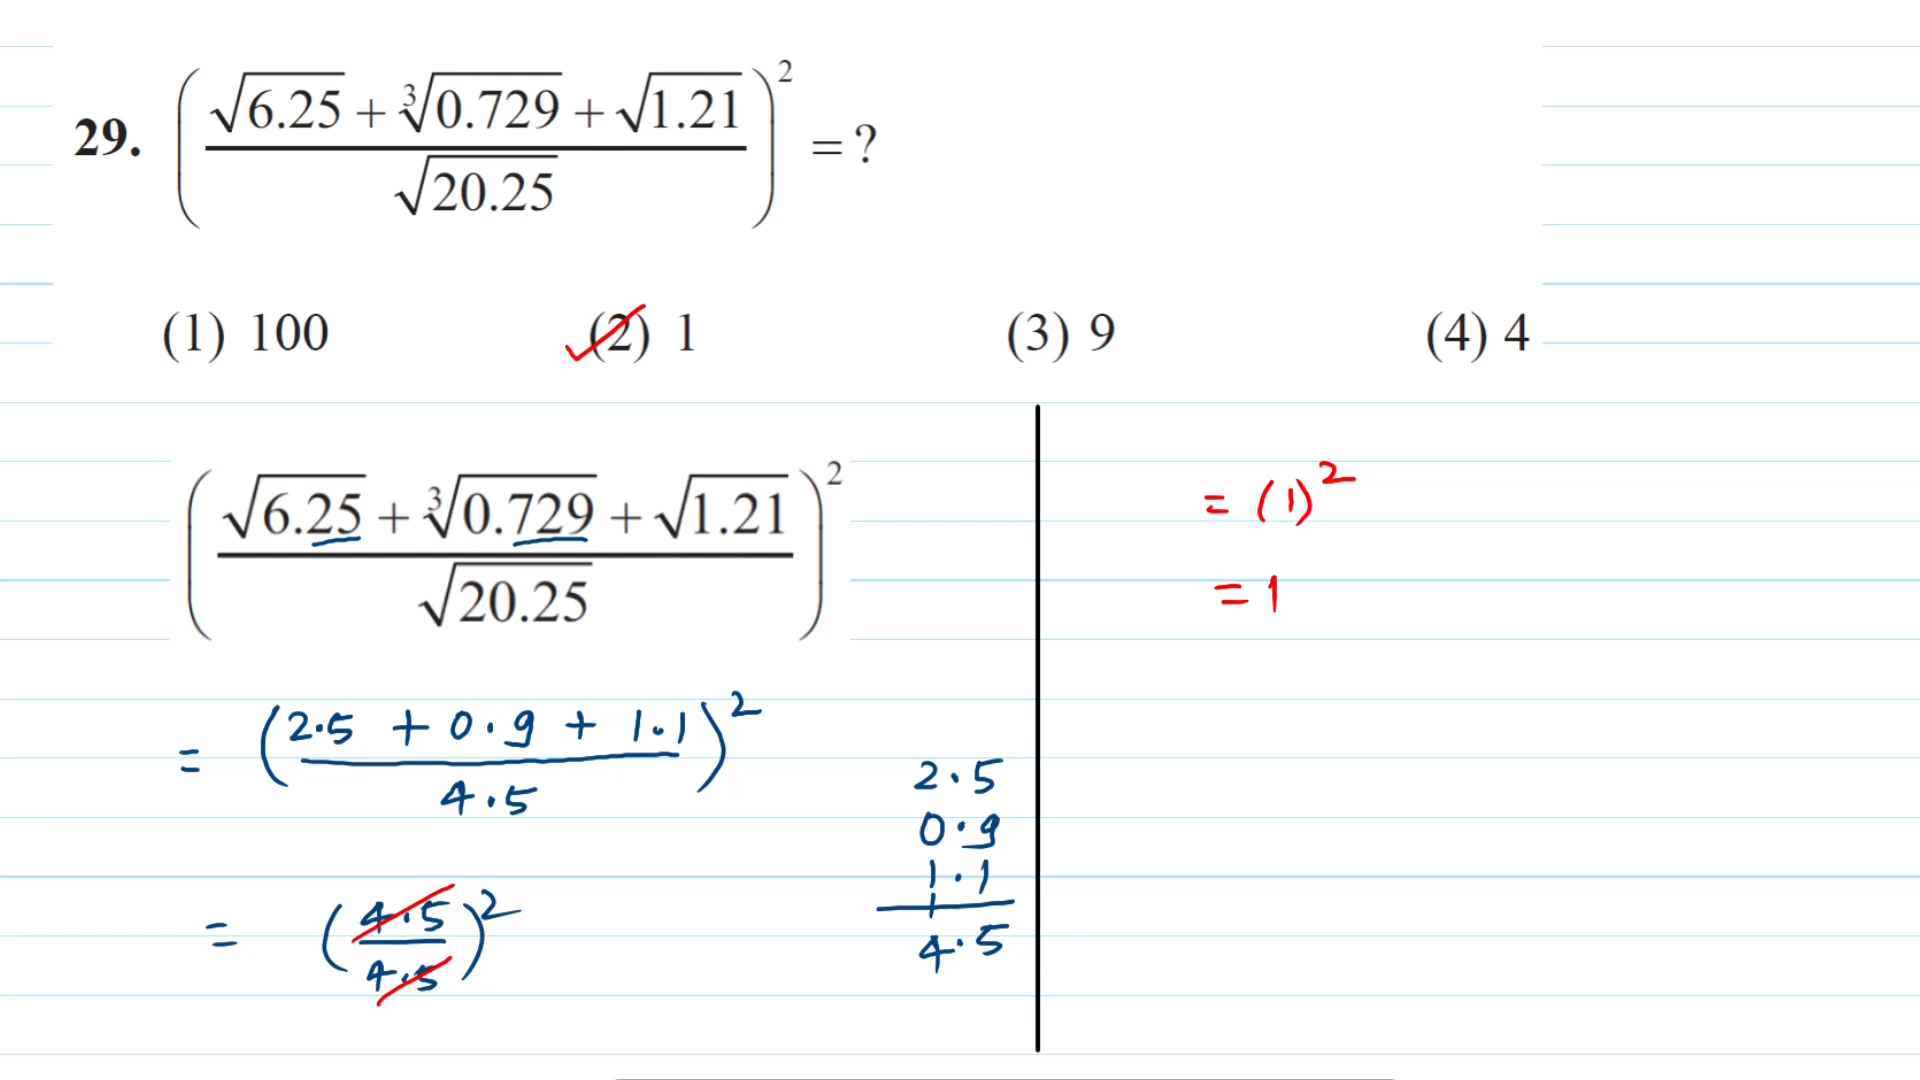 29. ( (√6.25 + ∛0.729 + √1.21) / √20.25 )² = ?
(1) 100 (2) 1 (3) 9 (4) 4
( (√6.25 + ∛0.729 + √1.21) / √20.25 )²
= ( (2.5 + 0.9 + 1.1) / 4.5 )²
= ( 4.5 / 4.5 )²
2.5
0.9
1.1
1
4.5
= (1)²
= 1